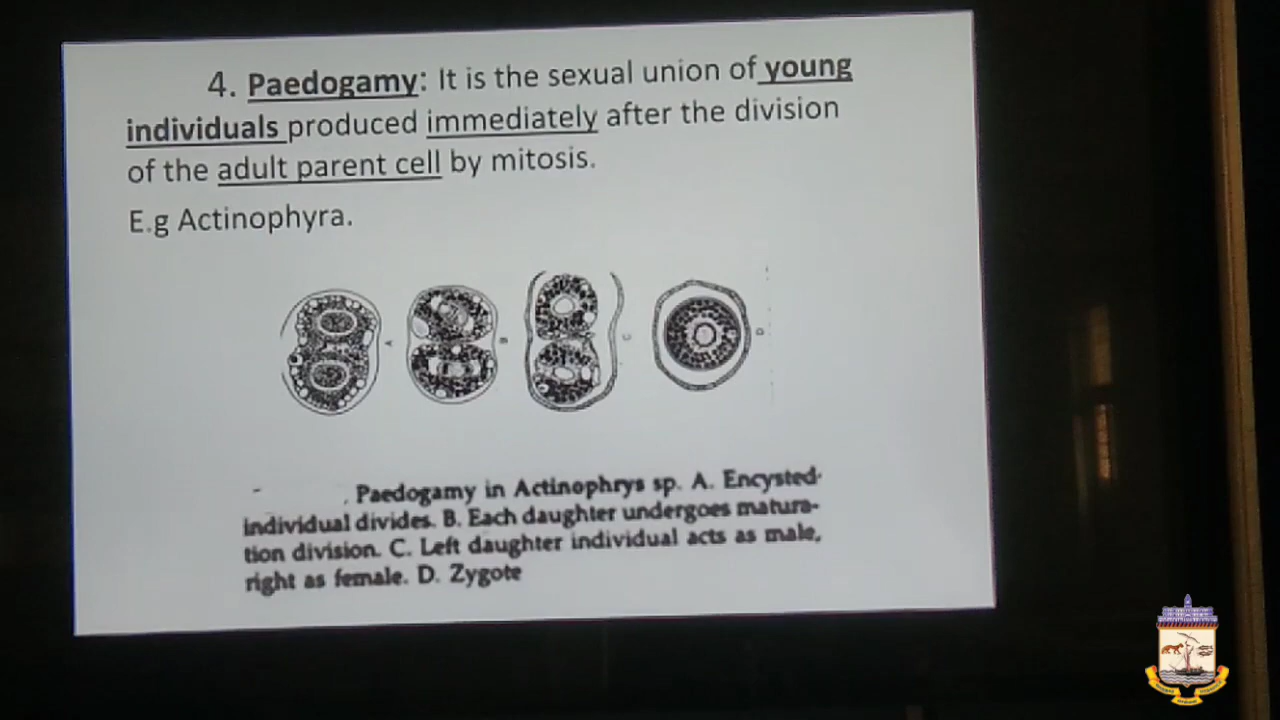 4. Paedogamy: It is the sexual union of young
individuals produced immediately after the division
of the adult parent cell by mitosis.
E.g Actinophyra.
A
B
C
D
Paedogamy in Actinophrys sp. A. Encysted
individual divides. B. Each daughter undergoes matura-
tion division. C. Left daughter individual acts as male,
right as female. D. Zygote